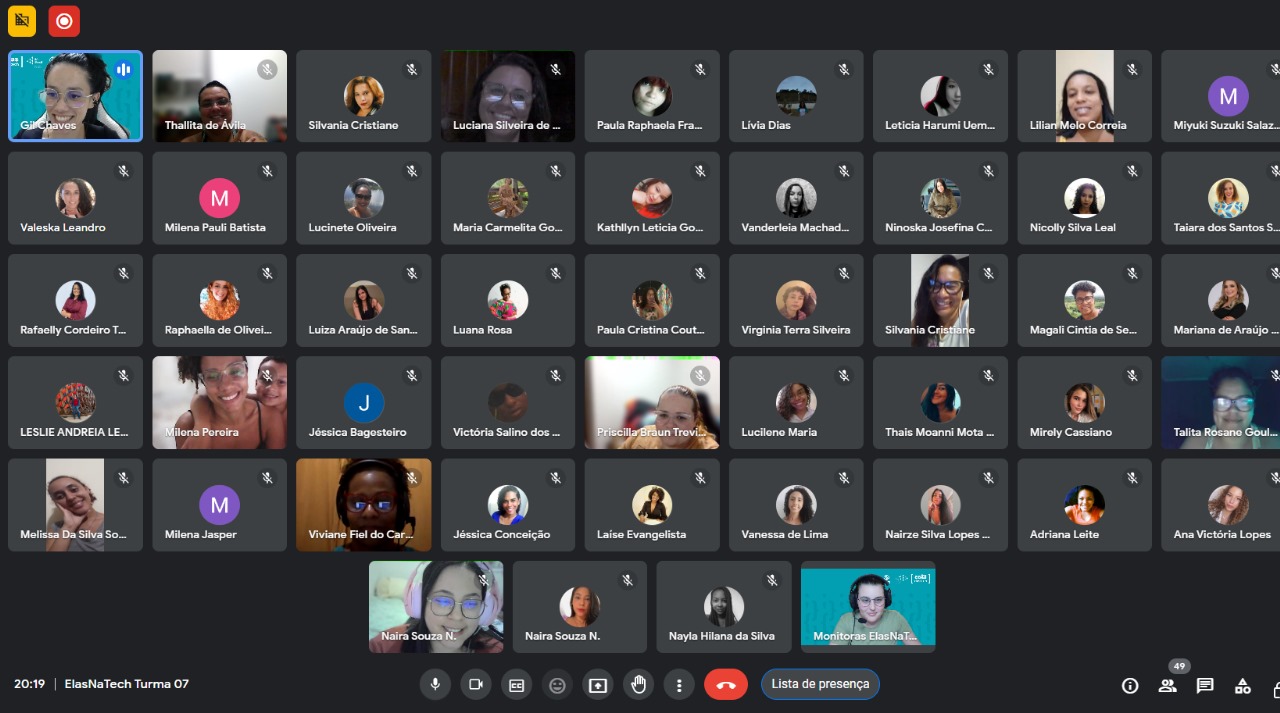 Gil Chaves
Thallita de Ávila
Silvania Cristiane
Luciana Silveira de ...
Paula Raphaela Fra...
Livia Dias
Leticia Harumi Uem...
Lilian Melo Correia
M
Miyuki Suzuki Salaz...
Valeska Leandro
M
Milena Pauli Batista
Lucinete Oliveira
Maria Carmelita Go...
Kathllyn Leticia Go...
Vanderleia Machad...
Ninoska Josefina C...
Nicolly Silva Leal
Taiara dos Santos S...
Rafaelly Cordeiro T...
Raphaella de Olivei...
Luiza Araújo de San...
Luana Rosa
Paula Cristina Cout...
Virginia Terra Silveira
Silvania Cristiane
Magali Cintia de Se...
Mariana de Araújo ...
LESLIE ANDREIA LE...
Milena Pereira
J
Jéssica Bagesteiro
Victória Salino dos ...
Priscilla Braun Trevi...
Lucilene Maria
Thais Moanni Mota ...
Mirely Cassiano
Talita Rosane Goul...
Melissa Da Silva So...
M
Milena Jasper
Viviane Fiel do Car...
Jéssica Conceição
Laíse Evangelista
Vanessa de Lima
Nairze Silva Lopes ...
Adriana Leite
Ana Victória Lopes
Naira Souza N.
Naira Souza N.
Nayla Hilana da Silva
Monitoras ElasNaT...
20:19 | ElasNaTech Turma 07
CC
Lista de presença
49